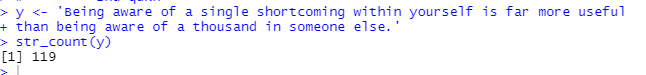 > y <- 'Being aware of a single shortcoming within yourself is far more useful
+ than being aware of a thousand in someone else.'
> str_count(y)
[1] 119
>